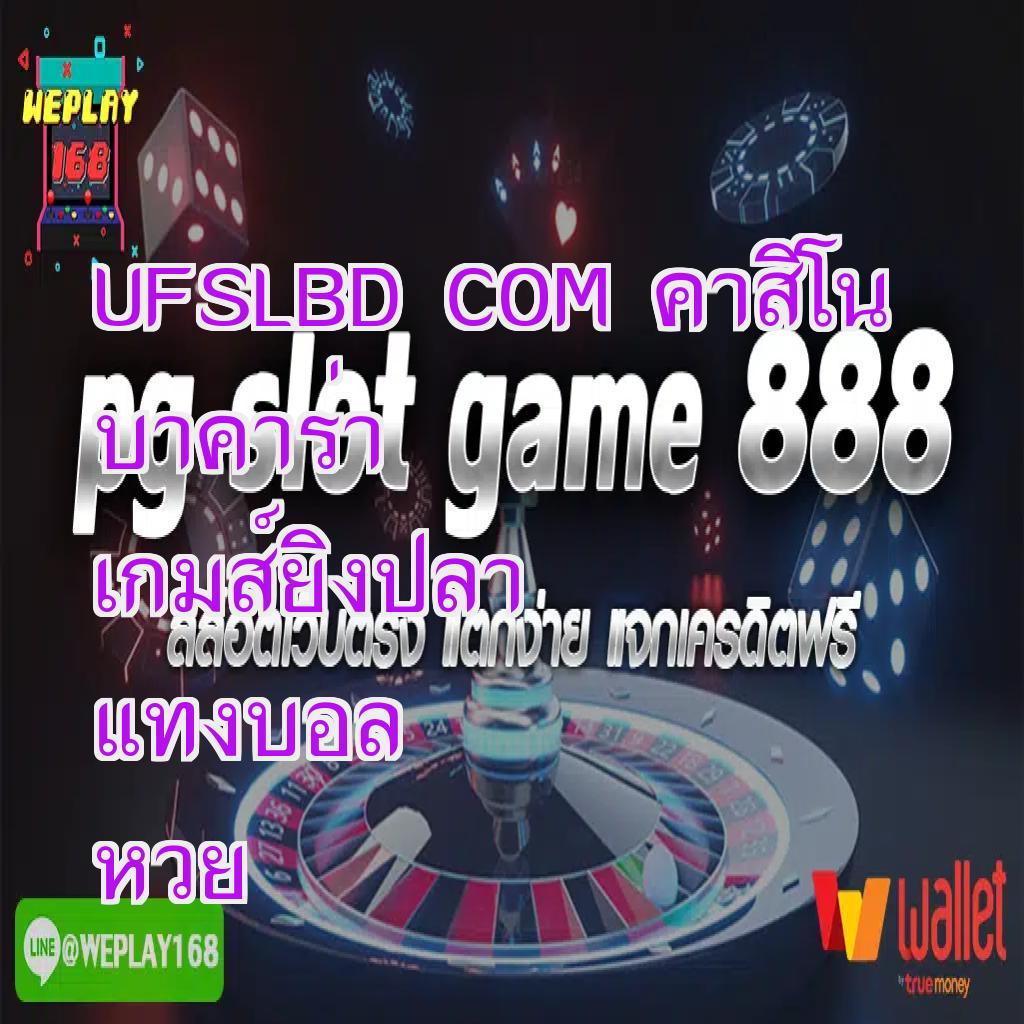 WEPLAY
168
UFSLBD COM คาสิโน
pg slot game 888
บาคาร่า
เกมส์ยิงปลา
สล็อตเว็บตรง แตกง่าย แจกเครดิตฟรี
แทงบอล
หวย
LINE @WEPLAY168
wallet
by truemoney